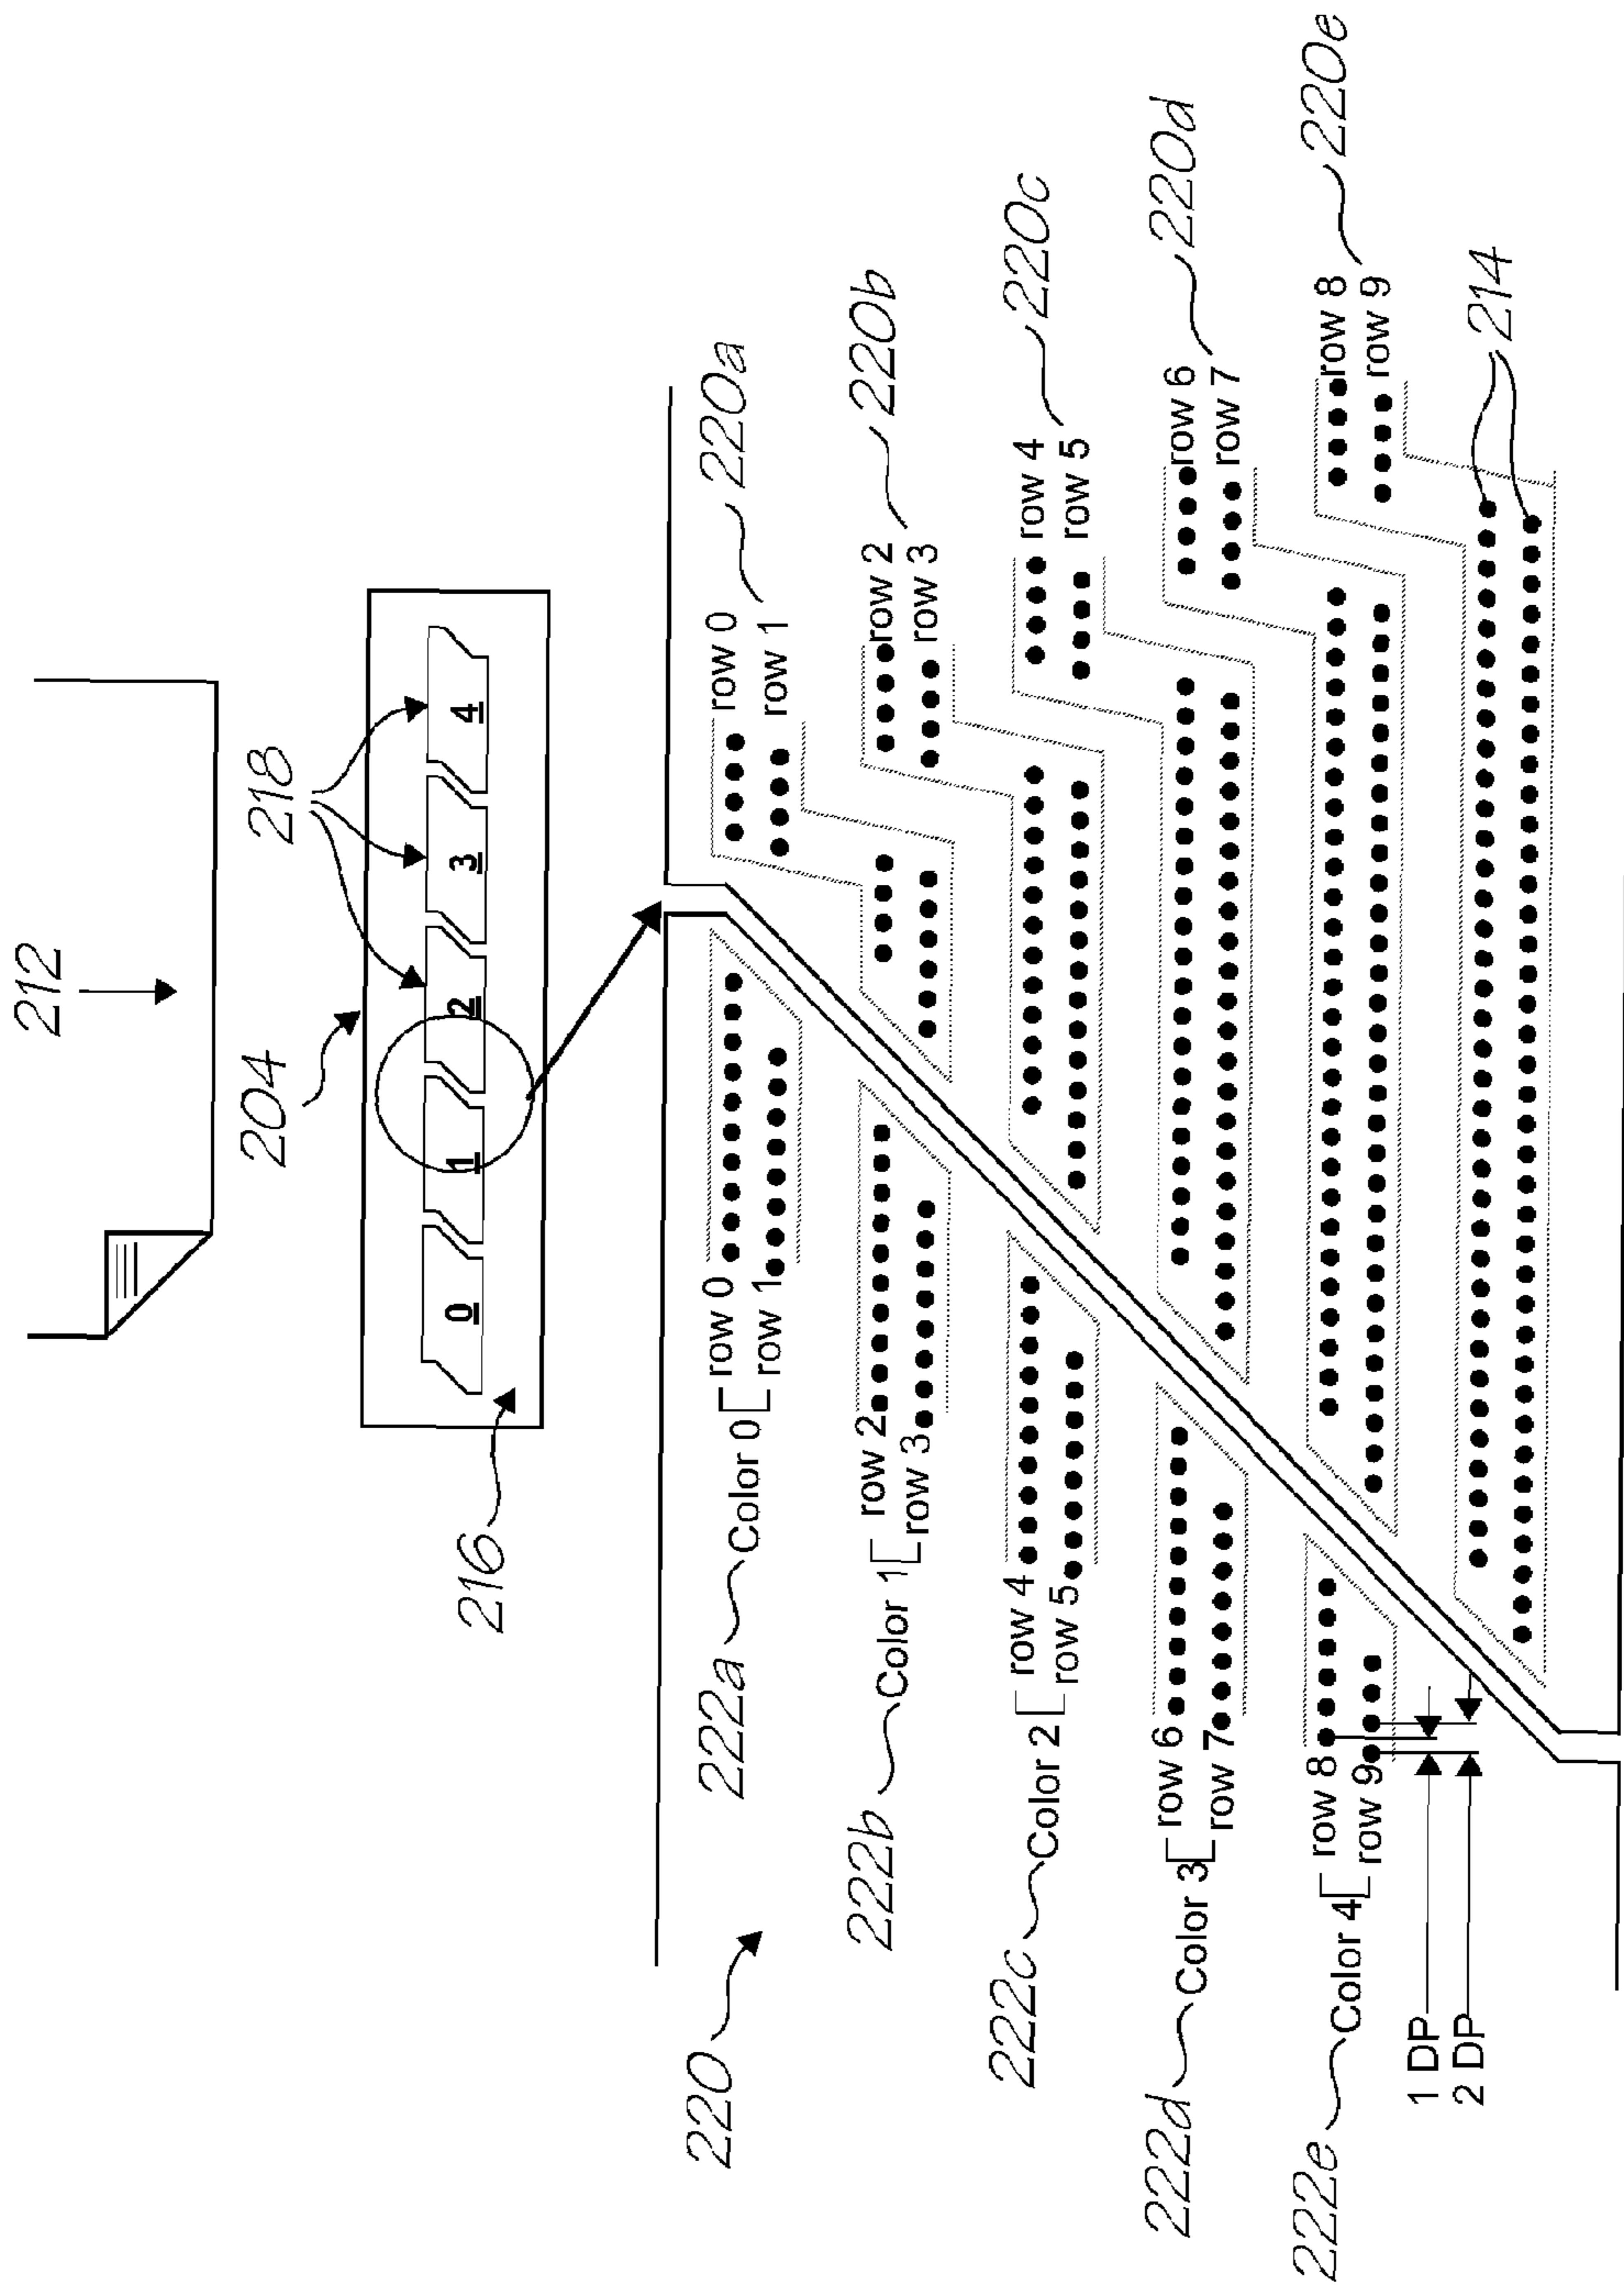 212
204
218
0
1
2
3
4
216
220
222a
Color 0
row 0
row 1
row 0
row 1
220a
222b
Color 1
row 2
row 3
row 2
row 3
220b
222c
Color 2
row 4
row 5
row 4
row 5
220c
222d
Color 3
row 6
row 7
row 6
row 7
220d
222e
Color 4
row 8
row 9
row 8
row 9
220e
1 DP
2 DP
214